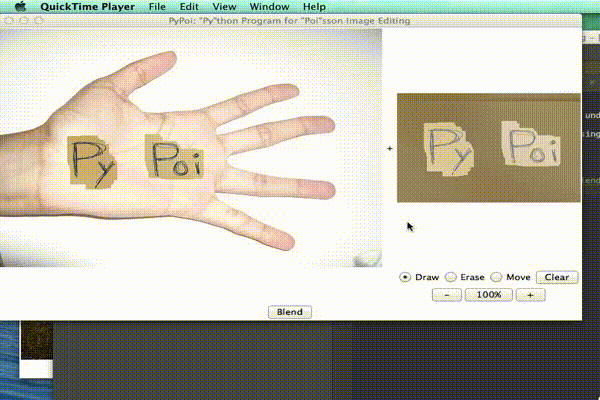 QuickTime Player File Edit View Window Help
PyPoi: "Py"thon Program for "Poi"sson Image Editing
Py Poi
+
Py Poi
und
sing
end
Draw Erase Move Clear
- 100% +
Blend